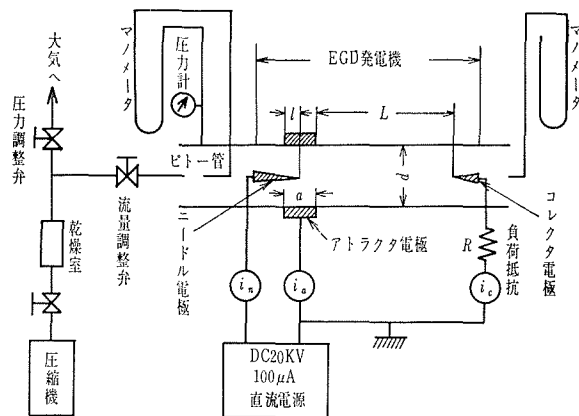 大気へ
圧力調整弁
乾燥室
圧縮機
流量調整弁
マノメータ
圧力計
ピトー管
EGD発電機
l
L
d
a
ニードル電極
アトラクタ電極
マノメータ
コレクタ電極
負荷抵抗
R
in
ia
ic
DC20KV
100μA
直流電源